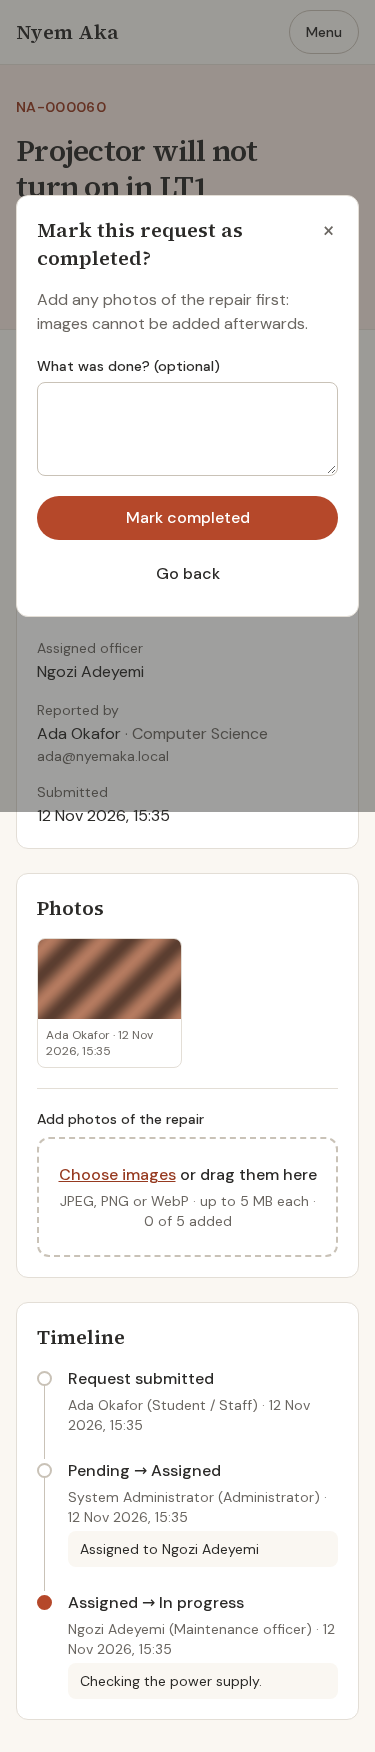 Nyem Aka
Menu
NA-000060
Projector will not
turn on in LT1
Mark this request as
completed?
×
Add any photos of the repair first:
images cannot be added afterwards.
What was done? (optional)
Mark completed
Go back
Assigned officer
Ngozi Adeyemi
Reported by
Ada Okafor · Computer Science
ada@nyemaka.local
Submitted
12 Nov 2026, 15:35
Photos
Ada Okafor · 12 Nov
2026, 15:35
Add photos of the repair
Choose images or drag them here
JPEG, PNG or WebP · up to 5 MB each ·
0 of 5 added
Timeline
Request submitted
Ada Okafor (Student / Staff) · 12 Nov
2026, 15:35
Pending → Assigned
System Administrator (Administrator) ·
12 Nov 2026, 15:35
Assigned to Ngozi Adeyemi
Assigned → In progress
Ngozi Adeyemi (Maintenance officer) · 12
Nov 2026, 15:35
Checking the power supply.